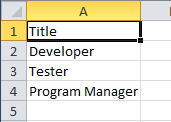 A
1 Title
2 Developer
3 Tester
4 Program Manager
5